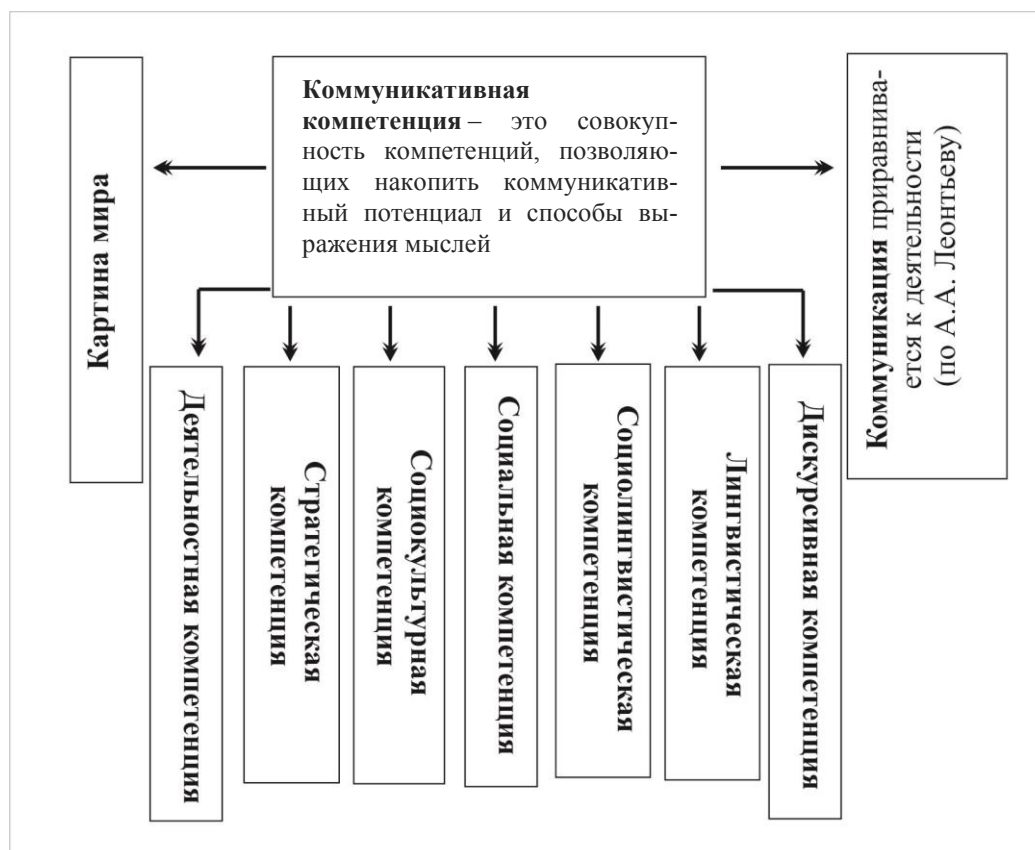 Картина мира
Коммуникативная
компетенция – это совокуп-
ность компетенций, позволяю-
щих накопить коммуникатив-
ный потенциал и способы вы-
ражения мыслей
Коммуникация приравнива-
ется к деятельности
(по А.А. Леонтьеву)
Деятельностная компетенция
Стратегическая
компетенция
Социокультурная
компетенция
Социальная компетенция
Социолингвистическая
компетенция
Лингвистическая
компетенция
Дискурсивная компетенция